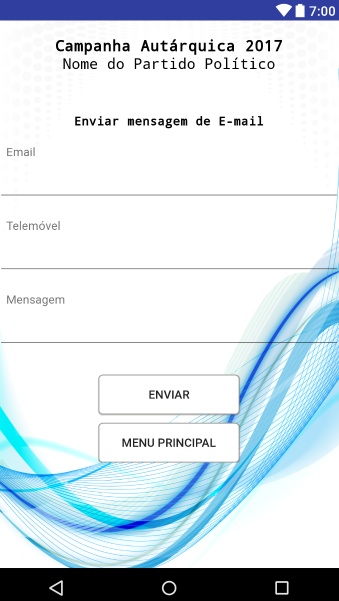 7:00
Campanha Autárquica 2017
Nome do Partido Político
Enviar mensagem de E-mail
Email
Telemóvel
Mensagem
ENVIAR
MENU PRINCIPAL